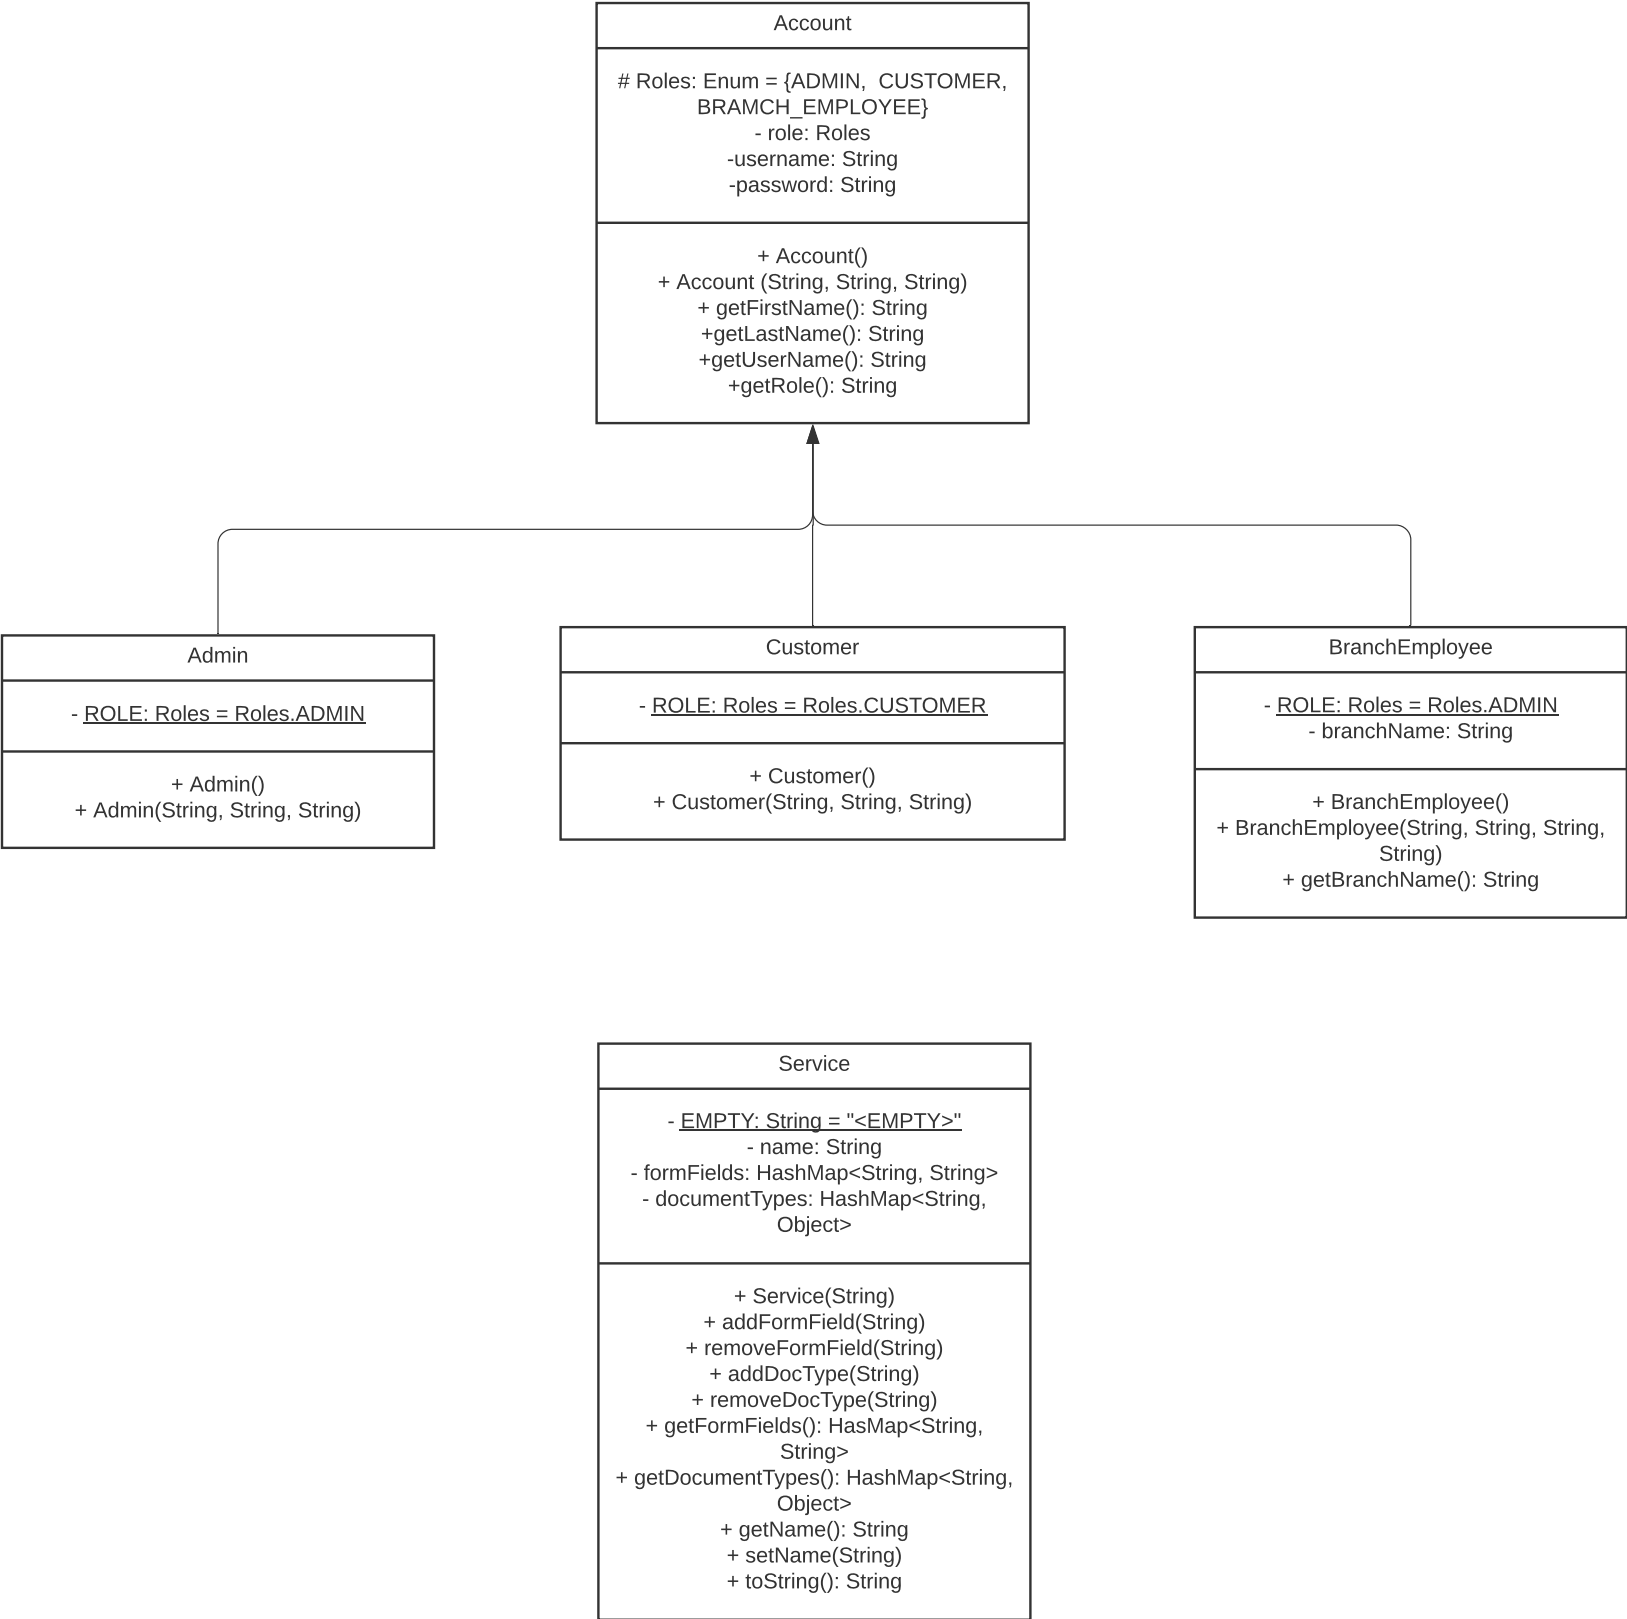 Account
# Roles: Enum = {ADMIN,  CUSTOMER,
BRAMCH_EMPLOYEE}
- role: Roles
-username: String
-password: String
+ Account()
+ Account (String, String, String)
+ getFirstName(): String
+getLastName(): String
+getUserName(): String
+getRole(): String
Admin
- ROLE: Roles = Roles.ADMIN
+ Admin()
+ Admin(String, String, String)
Customer
- ROLE: Roles = Roles.CUSTOMER
+ Customer()
+ Customer(String, String, String)
BranchEmployee
- ROLE: Roles = Roles.ADMIN
- branchName: String
+ BranchEmployee()
+ BranchEmployee(String, String, String,
String)
+ getBranchName(): String
Service
- EMPTY: String = "<EMPTY>"
- name: String
- formFields: HashMap<String, String>
- documentTypes: HashMap<String,
Object>
+ Service(String)
+ addFormField(String)
+ removeFormField(String)
+ addDocType(String)
+ removeDocType(String)
+ getFormFields(): HasMap<String,
String>
+ getDocumentTypes(): HashMap<String,
Object>
+ getName(): String
+ setName(String)
+ toString(): String